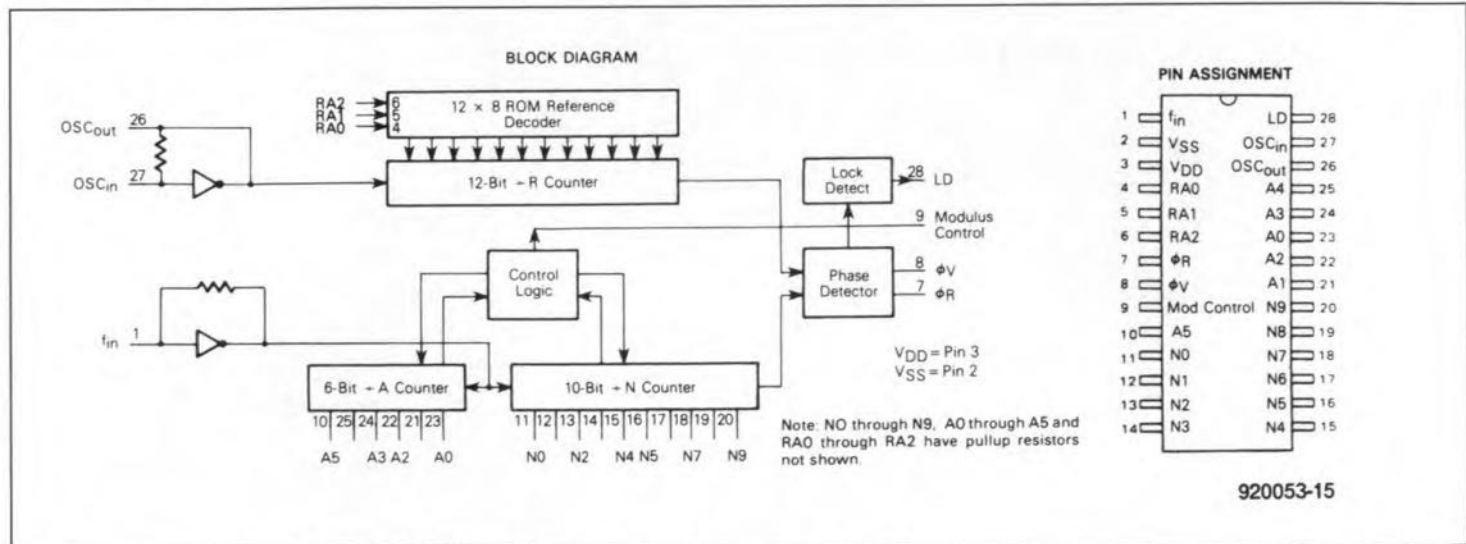 BLOCK DIAGRAM
RA2 6
RA1 5
RA0 4
12 × 8 ROM Reference
Decoder
OSCout 26
OSCin 27
12-Bit ÷ R Counter
Lock
Detect
28 LD
9 Modulus
Control
Control
Logic
Phase
Detector
8 ϕV
7 ϕR
fin 1
6-Bit ÷ A Counter
10-Bit ÷ N Counter
VDD = Pin 3
VSS = Pin 2
10 25 24 22 21 23
A5 A3 A2 A0
11 12 13 14 15 16 17 18 19 20
N0 N2 N4 N5 N7 N9
Note: NO through N9, A0 through A5 and
RA0 through RA2 have pullup resistors
not shown.
PIN ASSIGNMENT
1 fin LD 28
2 VSS OSCin 27
3 VDD OSCout 26
4 RA0 A4 25
5 RA1 A3 24
6 RA2 A0 23
7 ϕR A2 22
8 ϕV A1 21
9 Mod Control N9 20
10 A5 N8 19
11 N0 N7 18
12 N1 N6 17
13 N2 N5 16
14 N3 N4 15
920053-15